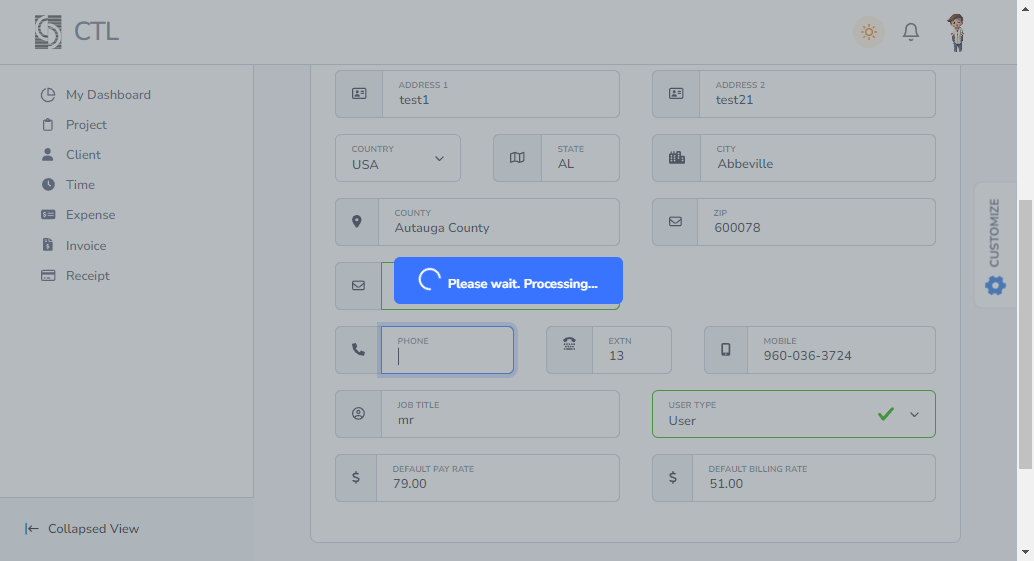 CTL
My Dashboard
Project
Client
Time
Expense
Invoice
Receipt
Collapsed View
ADDRESS 1
test1
ADDRESS 2
test21
COUNTRY
USA
STATE
AL
CITY
Abbeville
COUNTY
Autauga County
ZIP
600078
Please wait. Processing...
PHONE
EXTN
13
MOBILE
960-036-3724
JOB TITLE
mr
USER TYPE
User
DEFAULT PAY RATE
79.00
DEFAULT BILLING RATE
51.00
CUSTOMIZE